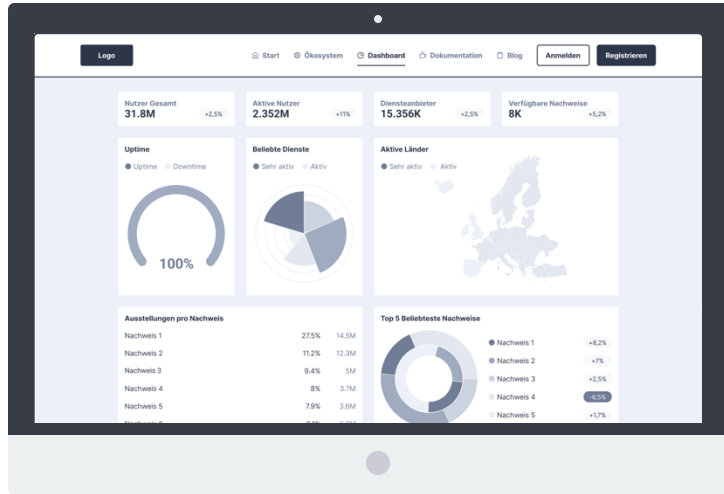 Logo
Start
Ökosystem
Dashboard
Dokumentation
Blog
Anmelden
Registrieren
Nutzer Gesamt
31.8M +2,5%
Aktive Nutzer
2.352M +11%
Diensteanbieter
15.356K +2,5%
Verfügbare Nachweise
8K +5,2%
Uptime
Uptime Downtime
100%
Beliebte Dienste
Sehr aktiv Aktiv
Aktive Länder
Sehr aktiv Aktiv
Ausstellungen pro Nachweis
Nachweis 1 27.5% 14.5M
Nachweis 2 11,2% 12.3M
Nachweis 3 9.4% 5M
Nachweis 4 8% 3.7M
Nachweis 5 7.9% 3.6M
Top 5 Beliebteste Nachweise
Nachweis 1 +8,2%
Nachweis 2 +7%
Nachweis 3 +2,5%
Nachweis 4 -6,5%
Nachweis 5 +1,7%